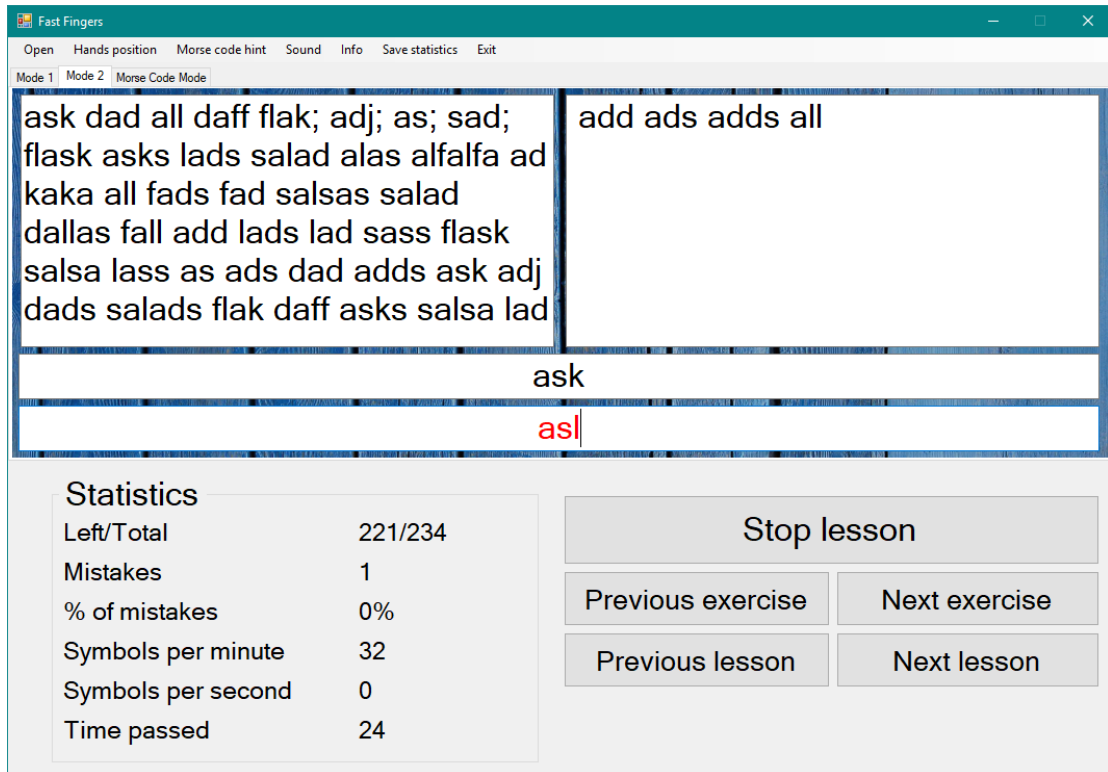 Fast Fingers
Open Hands position Morse code hint Sound Info Save statistics Exit
Mode 1 Mode 2 Morse Code Mode
ask dad all daff flak; adj; as; sad;
flask asks lads salad alas alfalfa ad
kaka all fads fad salsas salad
dallas fall add lads lad sass flask
salsa lass as ads dad adds ask adj
dads salads flak daff asks salsa lad
add ads adds all
ask
asl
Statistics
Left/Total 221/234
Mistakes 1
% of mistakes 0%
Symbols per minute 32
Symbols per second 0
Time passed 24
Stop lesson
Previous exercise Next exercise
Previous lesson Next lesson